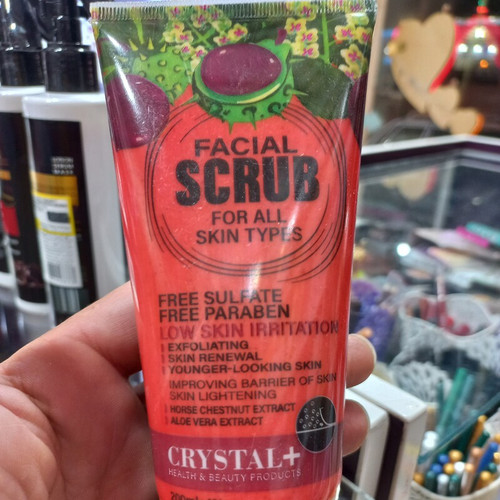 FACIAL
SCRUB
FOR ALL
SKIN TYPES
FREE SULFATE
FREE PARABEN
LOW SKIN IRRITATION
EXFOLIATING
SKIN RENEWAL
YOUNGER-LOOKING SKIN
IMPROVING BARRIER OF SKIN
SKIN LIGHTENING
HORSE CHESTNUT EXTRACT
ALOE VERA EXTRACT
CRYSTAL+
HEALTH & BEAUTY PRODUCTS